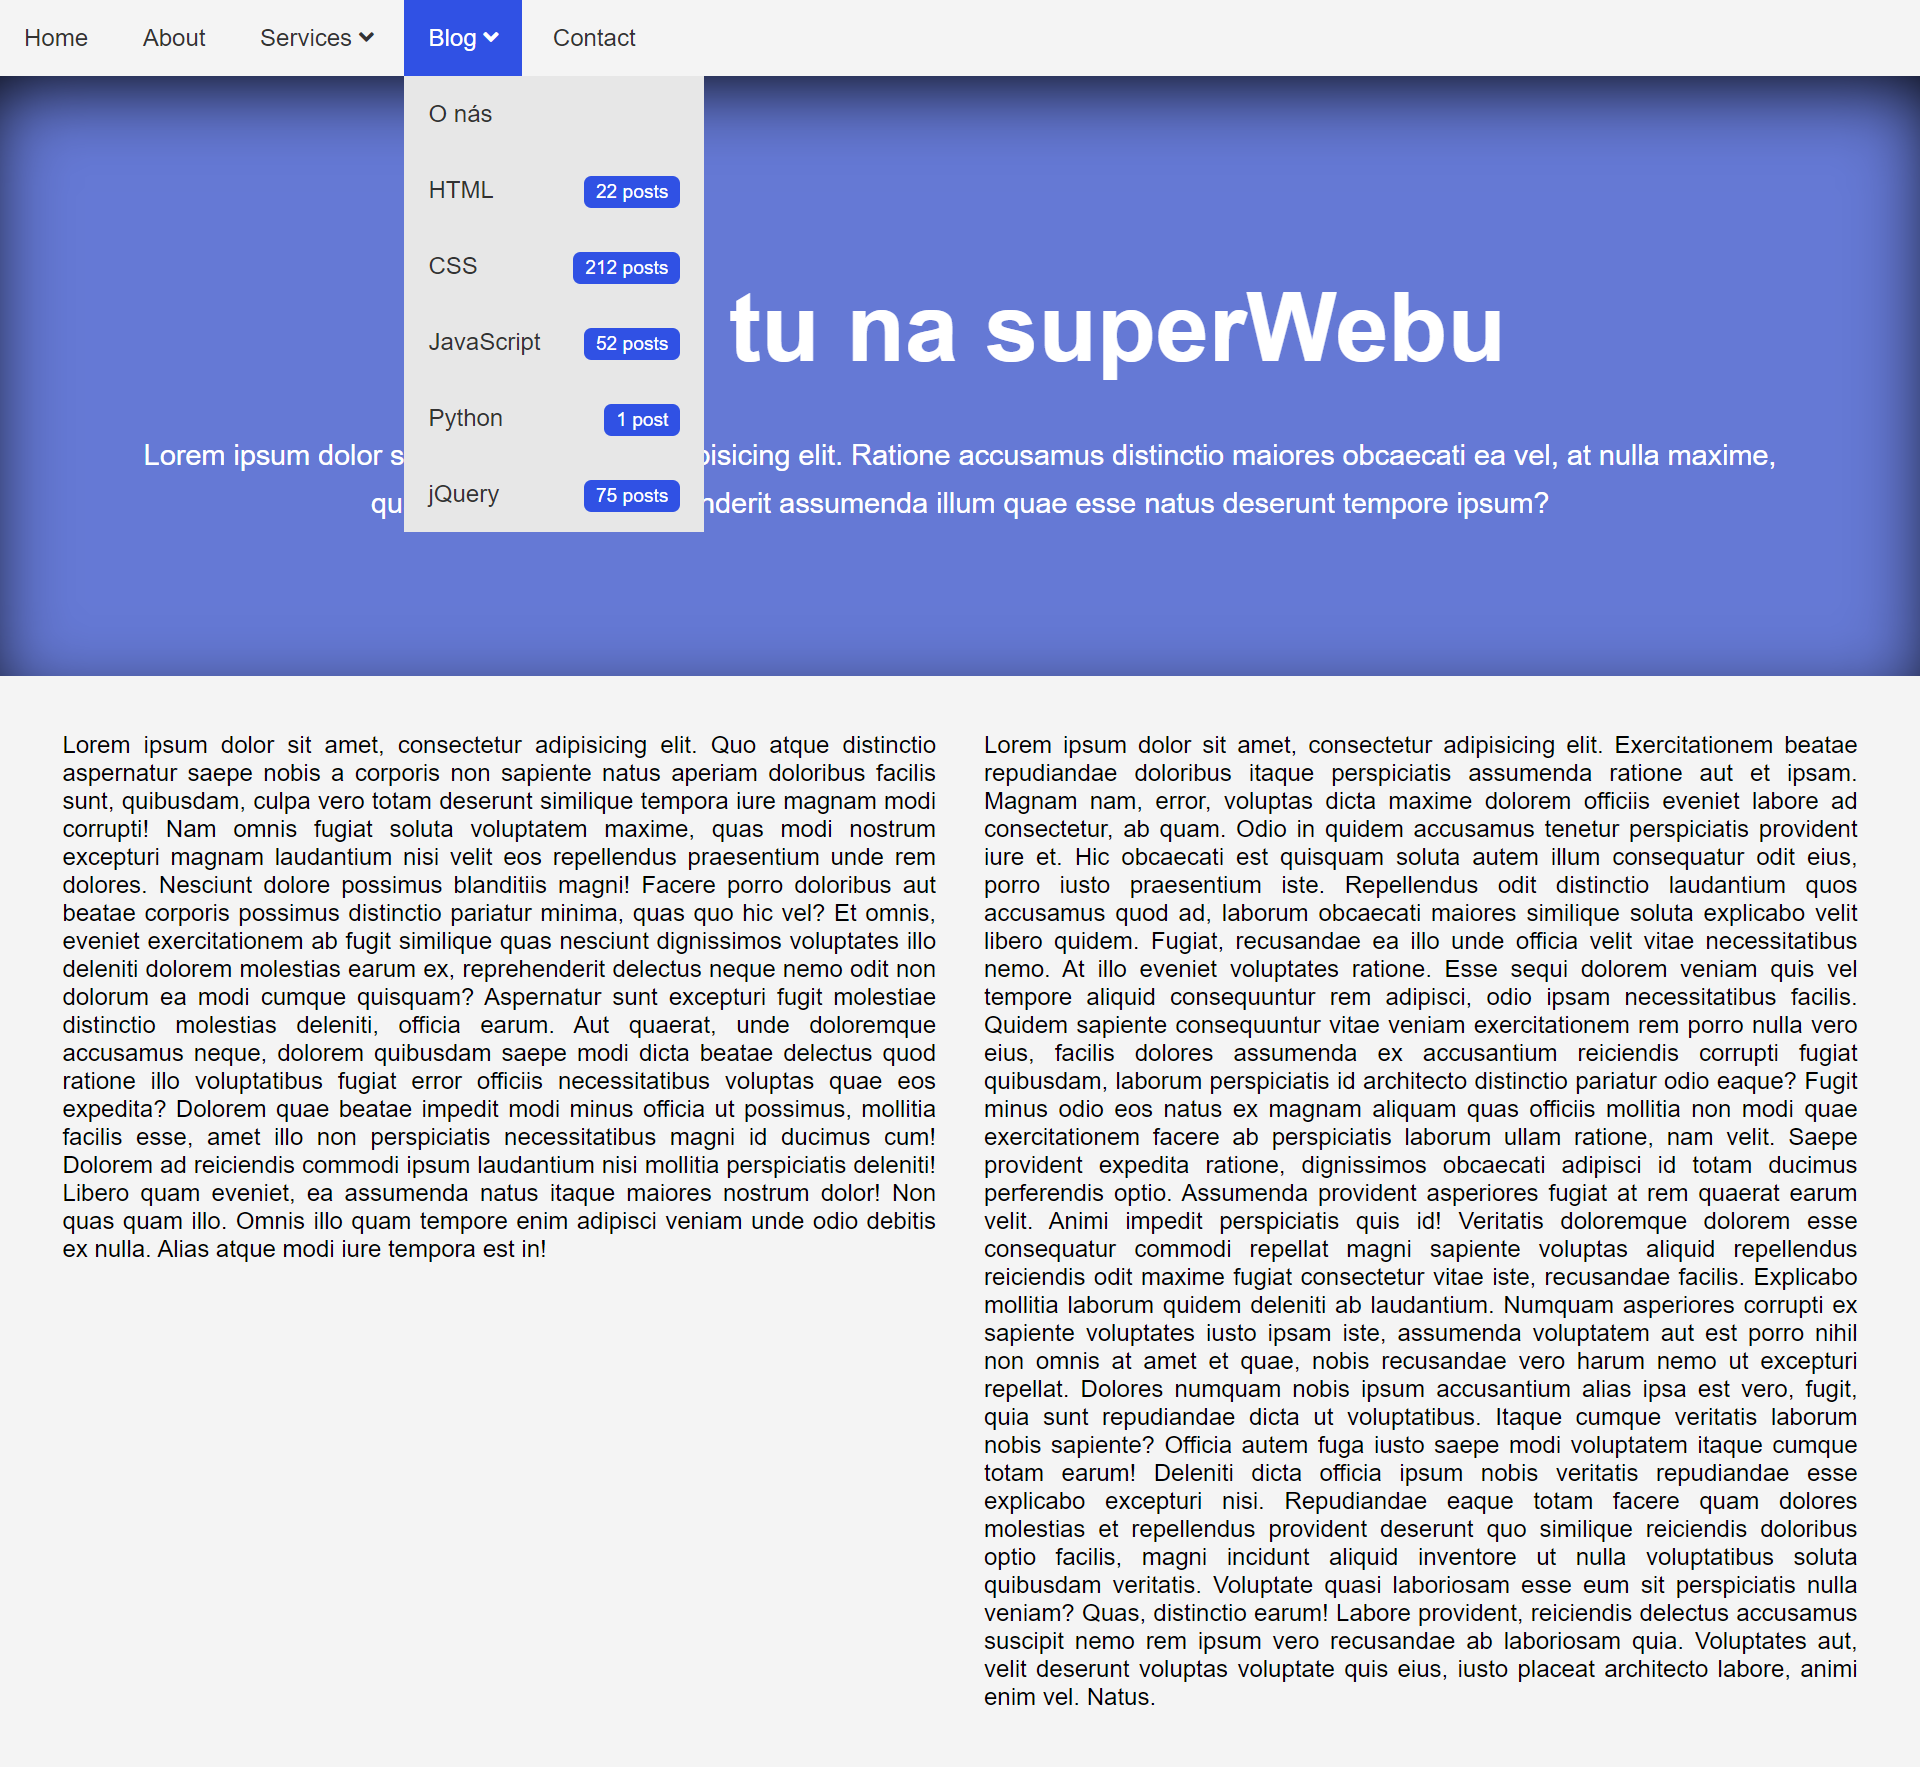 Home About Services Blog Contact
O nás
HTML 22 posts
CSS 212 posts
JavaScript 52 posts
Python 1 post
jQuery 75 posts
tu na superWebu
Lorem ipsum dolor elit. Ratione accusamus distinctio maiores obcaecati ea vel, at nulla maxime,
assumenda illum quae esse natus deserunt tempore ipsum?
Lorem ipsum dolor sit amet, consectetur adipisicing elit. Quo atque distinctio
aspernatur saepe nobis a corporis non sapiente natus aperiam doloribus facilis
sunt, quibusdam, culpa vero totam deserunt similique tempora iure magnam modi
corrupti! Nam omnis fugiat soluta voluptatem maxime, quas modi nostrum
excepturi magnam laudantium nisi velit eos repellendus praesentium unde rem
dolores. Nesciunt dolore possimus blanditiis magni! Facere porro doloribus aut
beatae corporis possimus distinctio pariatur minima, quas quo hic vel? Et omnis,
eveniet exercitationem ab fugit similique quas nesciunt dignissimos voluptates illo
deleniti dolorem molestias earum ex, reprehenderit delectus neque nemo odit non
dolorum ea modi cumque quisquam? Aspernatur sunt excepturi fugit molestiae
distinctio molestias deleniti, officia earum. Aut quaerat, unde doloremque
accusamus neque, dolorem quibusdam saepe modi dicta beatae delectus quod
ratione illo voluptatibus fugiat error officiis necessitatibus voluptas quae eos
expedita? Dolorem quae beatae impedit modi minus officia ut possimus, mollitia
facilis esse, amet illo non perspiciatis necessitatibus magni id ducimus cum!
Dolorem ad reiciendis commodi ipsum laudantium nisi mollitia perspiciatis deleniti!
Libero quam eveniet, ea assumenda natus itaque maiores nostrum dolor! Non
quas quam illo. Omnis illo quam tempore enim adipisci veniam unde odio debitis
ex nulla. Alias atque modi iure tempora est in!
Lorem ipsum dolor sit amet, consectetur adipisicing elit. Exercitationem beatae
repudiandae doloribus itaque perspiciatis assumenda ratione aut et ipsam.
Magnam nam, error, voluptas dicta maxime dolorem officiis eveniet labore ad
consectetur, ab quam. Odio in quidem accusamus tenetur perspiciatis provident
iure et. Hic obcaecati est quisquam soluta autem illum consequatur odit eius,
porro iusto praesentium iste. Repellendus odit distinctio laudantium quos
accusamus quod ad, laborum obcaecati maiores similique soluta explicabo velit
libero quidem. Fugiat, recusandae ea illo unde officia velit vitae necessitatibus
nemo. At illo eveniet voluptates ratione. Esse sequi dolorem veniam quis vel
tempore aliquid consequuntur rem adipisci, odio ipsam necessitatibus facilis.
Quidem sapiente consequuntur vitae veniam exercitationem rem porro nulla vero
eius, facilis dolores assumenda ex accusantium reiciendis corrupti fugiat
quibusdam, laborum perspiciatis id architecto distinctio pariatur odio eaque? Fugit
minus odio eos natus ex magnam aliquam quas officiis mollitia non modi quae
exercitationem facere ab perspiciatis laborum ullam ratione, nam velit. Saepe
provident expedita ratione, dignissimos obcaecati adipisci id totam ducimus
perferendis optio. Assumenda provident asperiores fugiat at rem quaerat earum
velit. Animi impedit perspiciatis quis id! Veritatis doloremque dolorem esse
consequatur commodi repellat magni sapiente voluptas aliquid repellendus
reiciendis odit maxime fugiat consectetur vitae iste, recusandae facilis. Explicabo
mollitia laborum quidem deleniti ab laudantium. Numquam asperiores corrupti ex
sapiente voluptates iusto ipsam iste, assumenda voluptatem aut est porro nihil
non omnis at amet et quae, nobis recusandae vero harum nemo ut excepturi
repellat. Dolores numquam nobis ipsum accusantium alias ipsa est vero, fugit,
quia sunt repudiandae dicta ut voluptatibus. Itaque cumque veritatis laborum
nobis sapiente? Officia autem fuga iusto saepe modi voluptatem itaque cumque
totam earum! Deleniti dicta officia ipsum nobis veritatis repudiandae esse
explicabo excepturi nisi. Repudiandae eaque totam facere quam dolores
molestias et repellendus provident deserunt quo similique reiciendis doloribus
optio facilis, magni incidunt aliquid inventore ut nulla voluptatibus soluta
quibusdam veritatis. Voluptate quasi laboriosam esse eum sit perspiciatis nulla
veniam? Quas, distinctio earum! Labore provident, reiciendis delectus accusamus
suscipit nemo rem ipsum vero recusandae ab laboriosam quia. Voluptates aut,
velit deserunt voluptas voluptate quis eius, iusto placeat architecto labore, animi
enim vel. Natus.